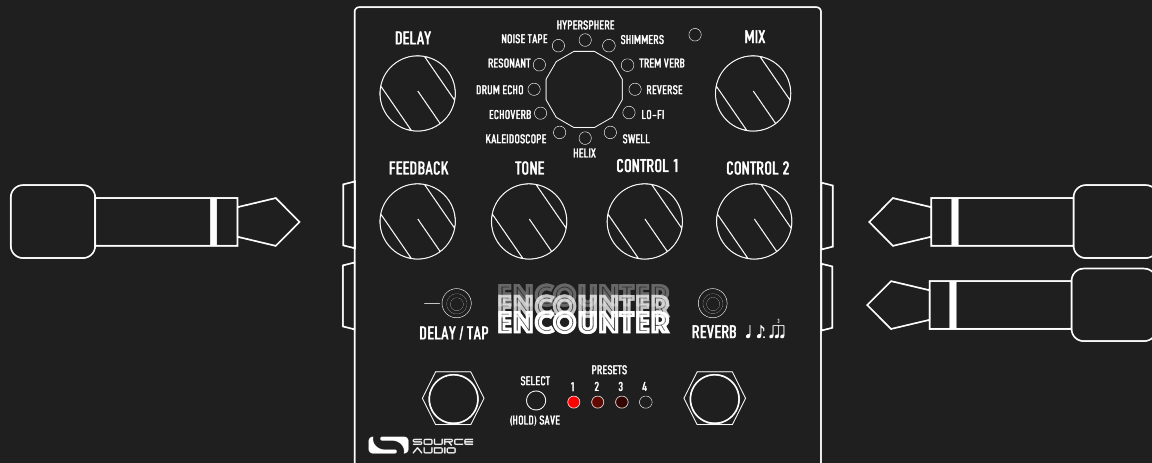 HYPERSPHERE
DELAY
NOISE TAPE
SHIMMERS
MIX
RESONANT
TREM VERB
DRUM ECHO
REVERSE
ECHOVERB
LO-FI
KALEIDOSCOPE
SWELL
HELIX
FEEDBACK
TONE
CONTROL 1
CONTROL 2
ENCOUNTER
ENCOUNTER
ENCOUNTER
DELAY / TAP
REVERB
3
PRESETS
SELECT
1 2 3 4
(HOLD) SAVE
SOURCE
AUDIO